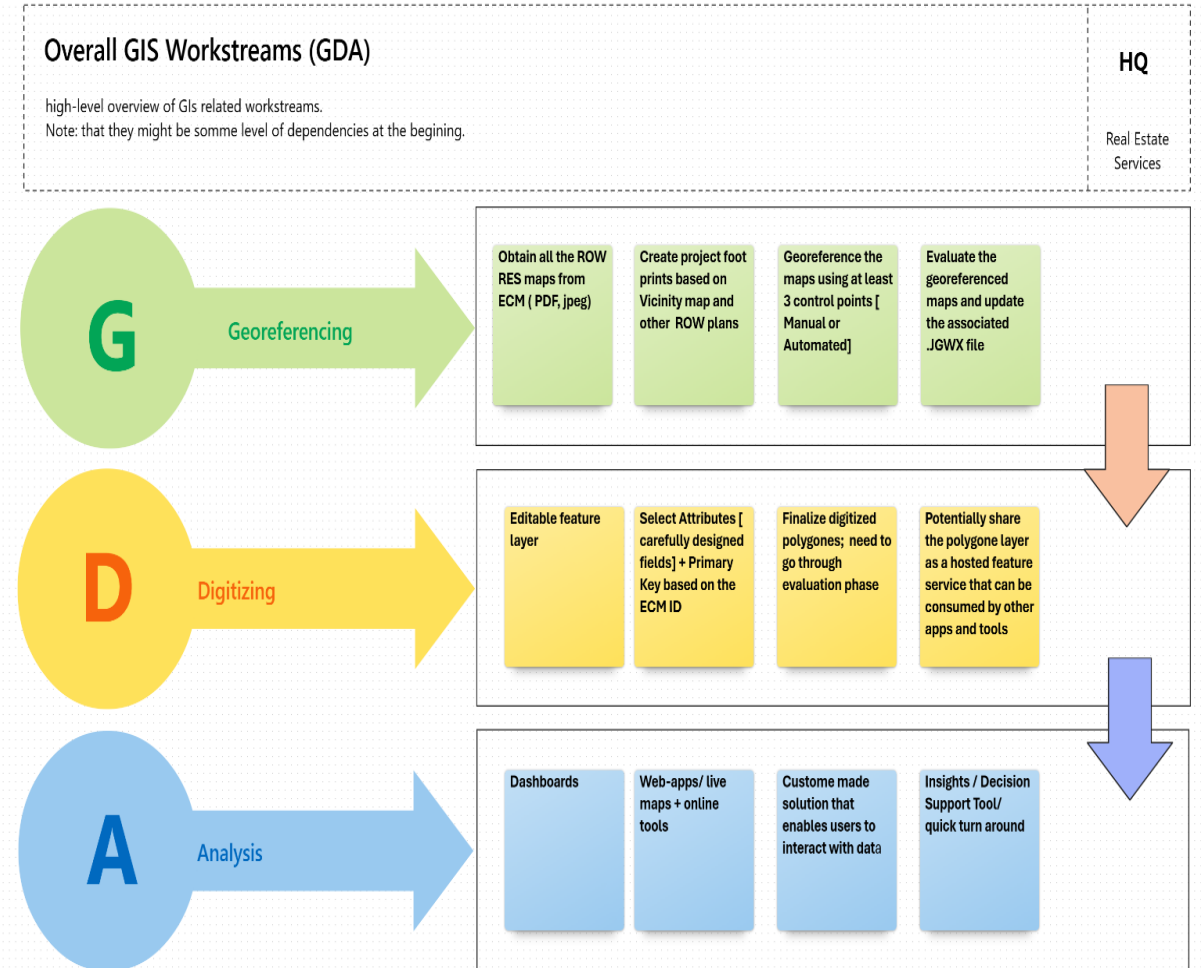 Overall GIS Workstreams (GDA)
high-level overview of GIs related workstreams.
Note: that they might be somme level of dependencies at the begining.
HQ
Real Estate
Services
G
Georeferencing
Obtain all the ROW
RES maps from
ECM ( PDF, jpeg)
Create project foot
prints based on
Vicinity map and
other ROW plans
Georeference the
maps using at least
3 control points [
Manual or
Automated]
Evaluate the
georeferenced
maps and update
the associated
.JGWX file
D
Digitizing
Editable feature
layer
Select Attributes [
carefully designed
fields] + Primary
Key based on the
ECM ID
Finalize digitized
polygones; need to
go through
evaluation phase
Potentially share
the polygone layer
as a hosted feature
service that can be
consumed by other
apps and tools
A
Analysis
Dashboards
Web-apps/ live
maps + online
tools
Custome made
solution that
enables users to
interact with data
Insights / Decision
Support Tool/
quick turn around